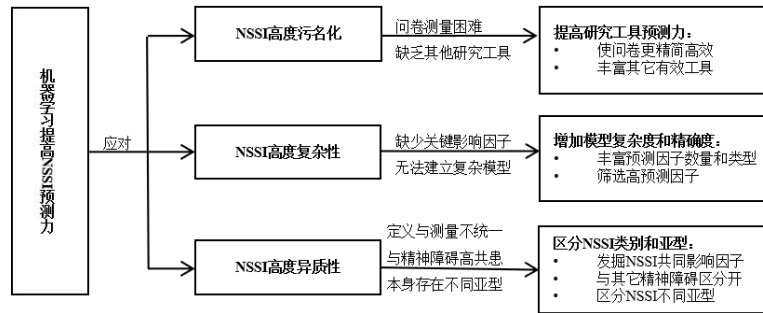 机器学习提高NSSI预测力
应对
NSSI高度污名化
问卷测量困难
缺乏其他研究工具
提高研究工具预测力：
• 使问卷更精简高效
• 丰富其它有效工具
NSSI高度复杂性
缺少关键影响因子
无法建立复杂模型
增加模型复杂度和精确度：
• 丰富预测因子数量和类型
• 筛选高预测因子
NSSI高度异质性
定义与测量不统一
与精神障碍高共患
本身存在不同亚型
区分NSSI类别和亚型：
• 发掘NSSI共同影响因子
• 与其它精神障碍区分开
• 区分NSSI不同亚型